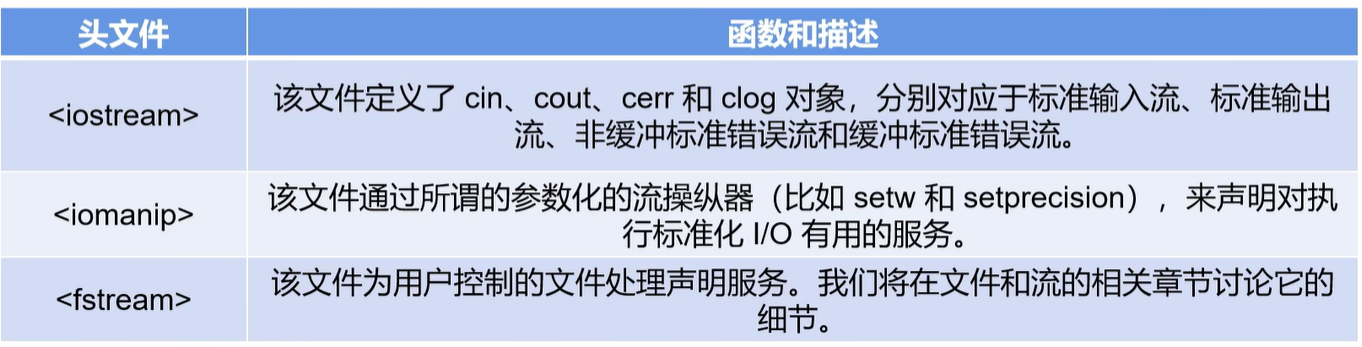 头文件
函数和描述
<iostream>
该文件定义了 cin、cout、cerr 和 clog 对象，分别对应于标准输入流、标准输出
流、非缓冲标准错误流和缓冲标准错误流。
<iomanip>
该文件通过所谓的参数化的流操纵器（比如 setw 和 setprecision），来声明对执
行标准化 I/O 有用的服务。
<fstream>
该文件为用户控制的文件处理声明服务。我们将在文件和流的相关章节讨论它的
细节。